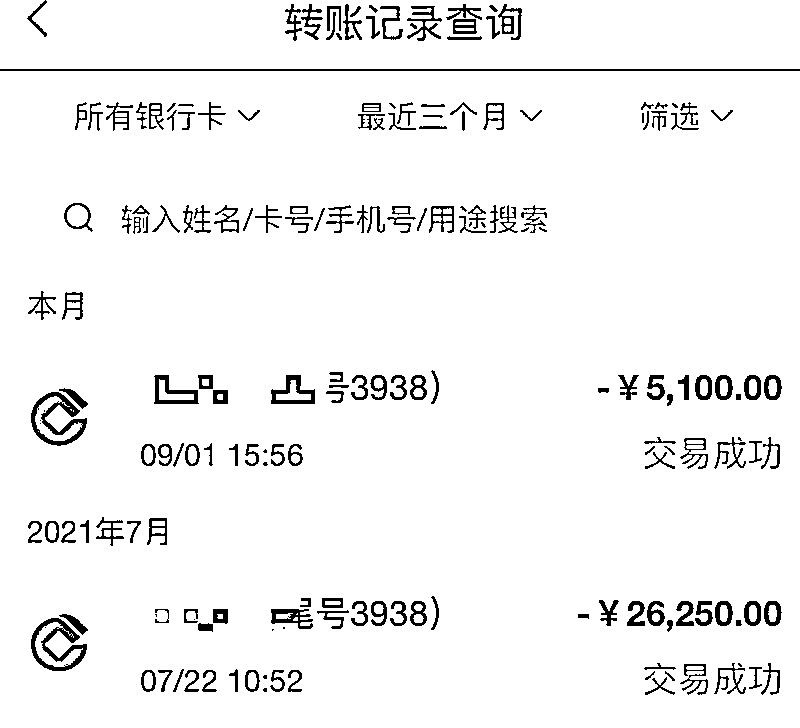 转账记录查询
所有银行卡 最近三个月 筛选
输入姓名/卡号/手机号/用途搜索
本月
号3938) -¥5,100.00
09/01 15:56 交易成功
2021年7月
尾号3938) -¥26,250.00
07/22 10:52 交易成功